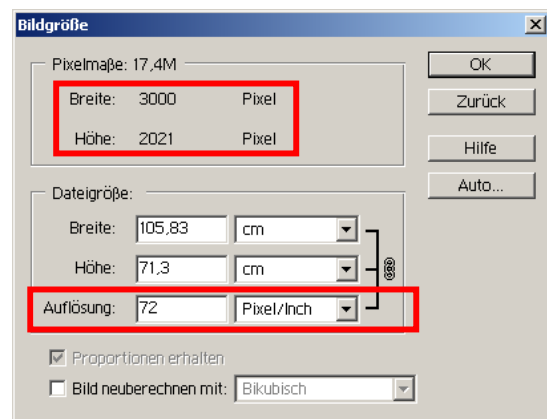 Bildgröße
Pixelmaße: 17,4M
Breite: 3000 Pixel
Höhe: 2021 Pixel
Dateigröße:
Breite: 105,83 cm
Höhe: 71,3 cm
Auflösung: 72 Pixel/Inch
Proportionen erhalten
Bild neuberechnen mit: Bikubisch
OK
Zurück
Hilfe
Auto...